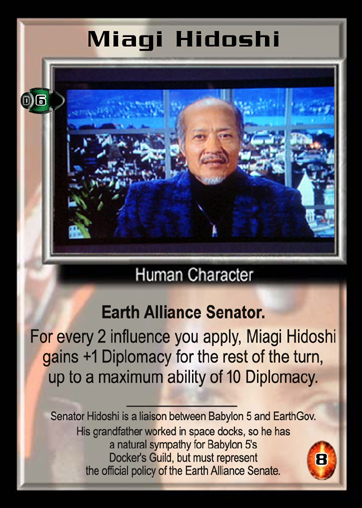 Miagi Hidoshi
6
Human Character
Earth Alliance Senator.
For every 2 influence you apply, Miagi Hidoshi
gains +1 Diplomacy for the rest of the turn,
up to a maximum ability of 10 Diplomacy.
Senator Hidoshi is a liaison between Babylon 5 and EarthGov.
His grandfather worked in space docks, so he has
a natural sympathy for Babylon 5's
Docker's Guild, but must represent
the official policy of the Earth Alliance Senate.
8